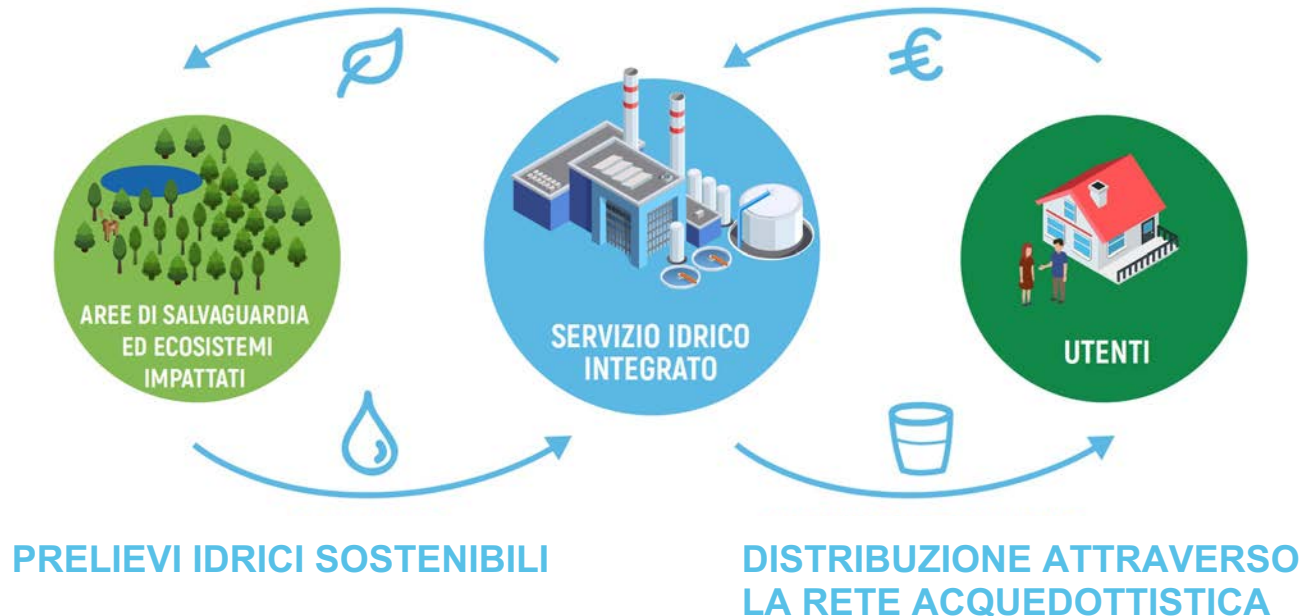 AREE DI SALVAGUARDIA
ED ECOSISTEMI
IMPATTATI
SERVIZIO IDRICO
INTEGRATO
UTENTI
PRELIEVI IDRICI SOSTENIBILI
DISTRIBUZIONE ATTRAVERSO
LA RETE ACQUEDOTTISTICA